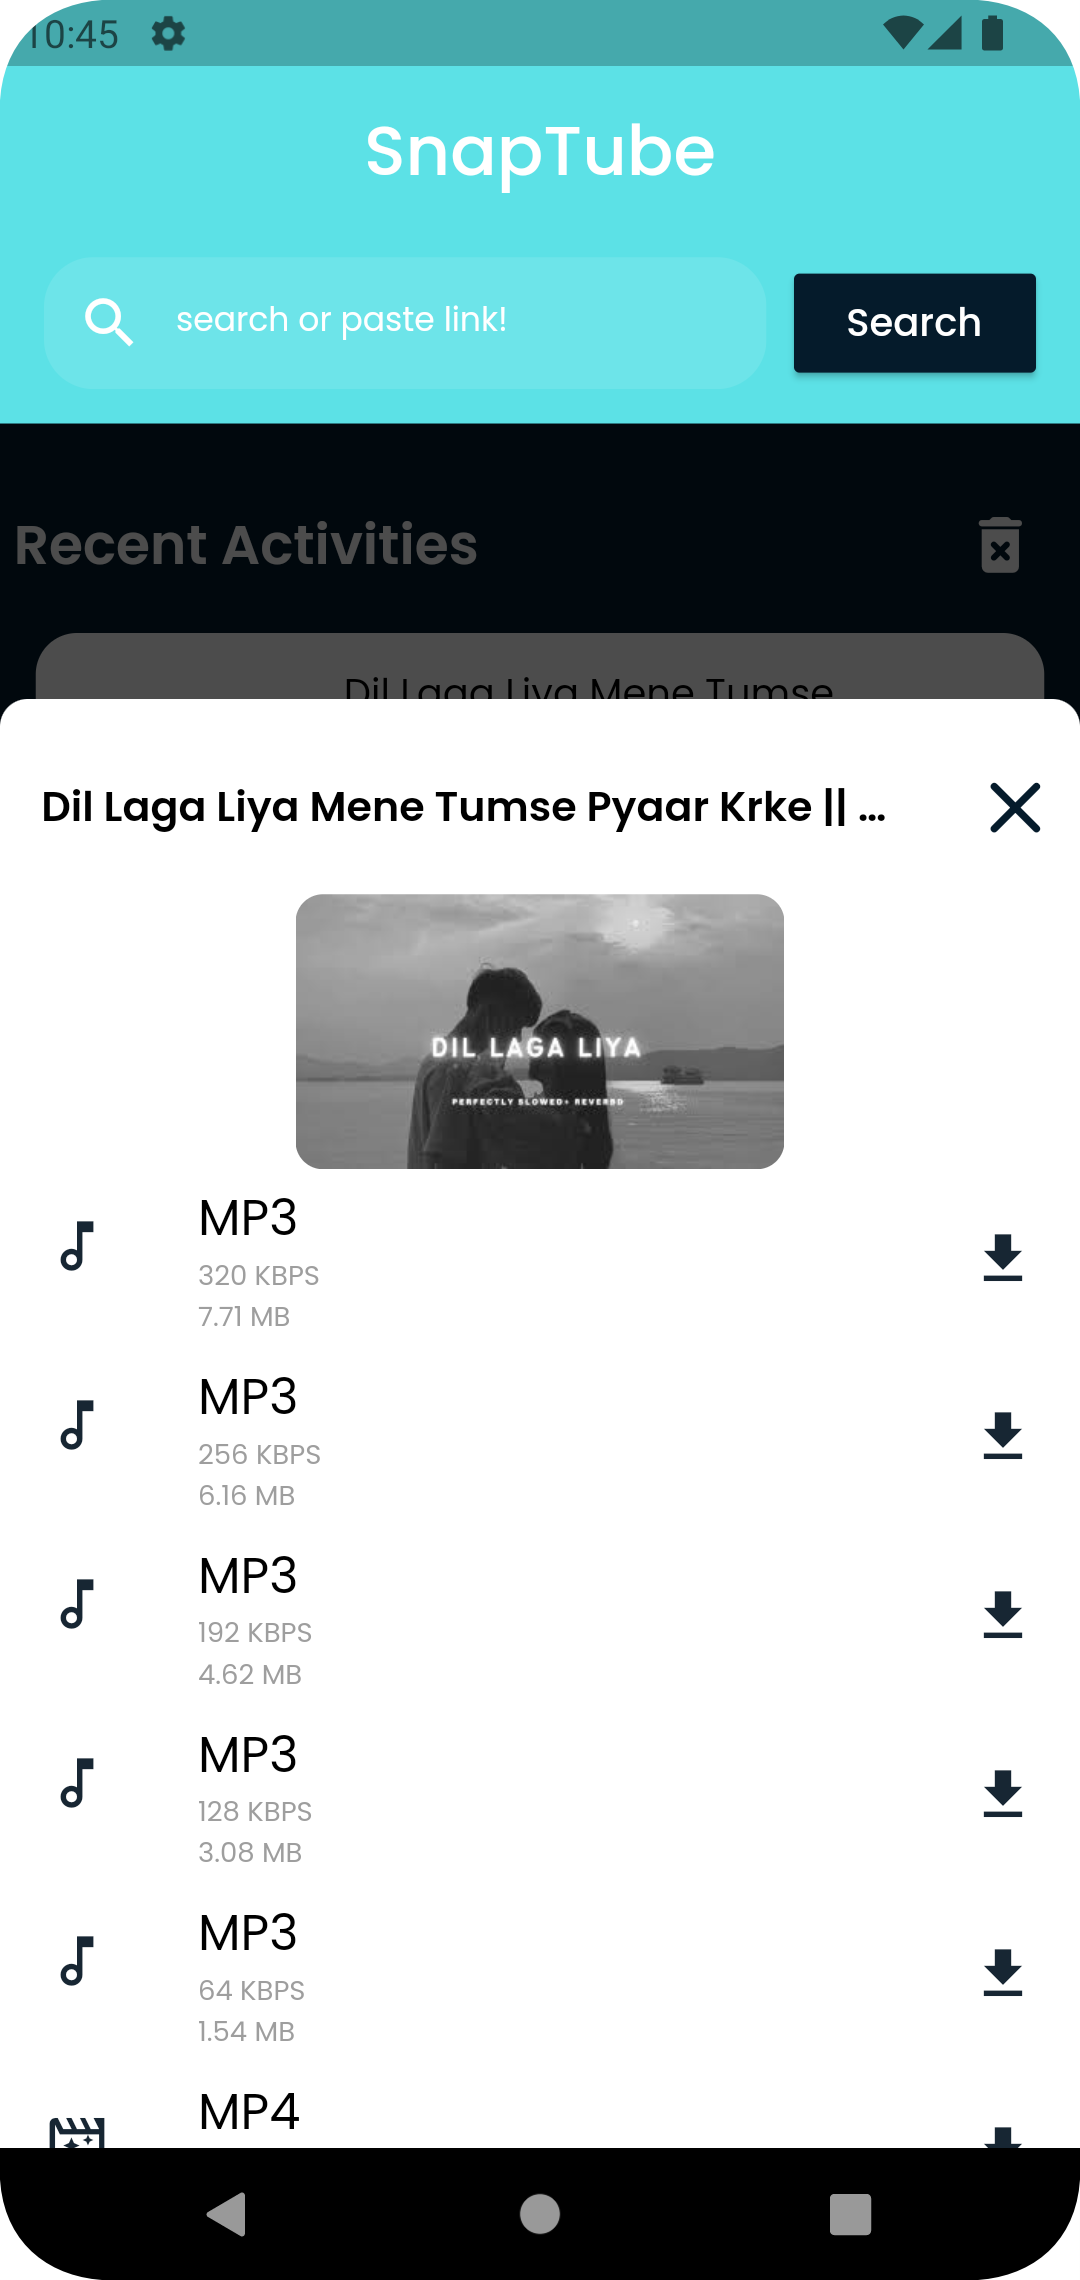 10:45
SnapTube
search or paste link!
Search
Recent Activities
Dil Laga Liya Mene Tumse
Dil Laga Liya Mene Tumse Pyaar Krke || ...
DIL LAGA LIYA
PERFECTLY SLOWED+ REVERBD
MP3
320 KBPS
7.71 MB
MP3
256 KBPS
6.16 MB
MP3
192 KBPS
4.62 MB
MP3
128 KBPS
3.08 MB
MP3
64 KBPS
1.54 MB
MP4